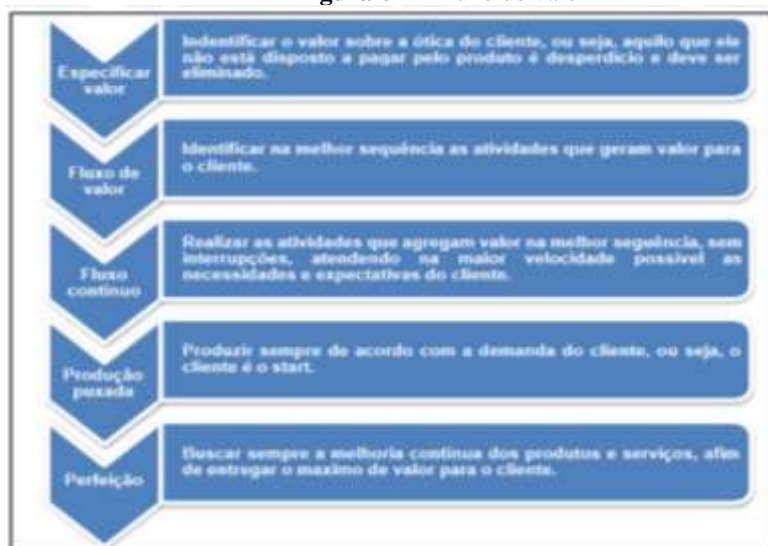 Indentificar o valor sobre a ótica do cliente, ou seja, aquilo que ele
não está disposto a pagar pelo produto é desperdício e deve ser
eliminado.
Especificar
valor
Identificar na melhor sequência as atividades que geram valor para
o cliente.
Fluxo de
valor
Realizar as atividades que agregam valor na melhor sequência, sem
interrupções, atendendo na maior velocidade possível as
necessidades e expectativas do cliente.
Fluxo
contínuo
Produzir sempre de acordo com a demanda do cliente, ou seja, o
cliente é o start.
Produção
puxada
Buscar sempre a melhoria contínua dos produtos e serviços, afim
de entregar o maximo de valor para o cliente.
Perfeição